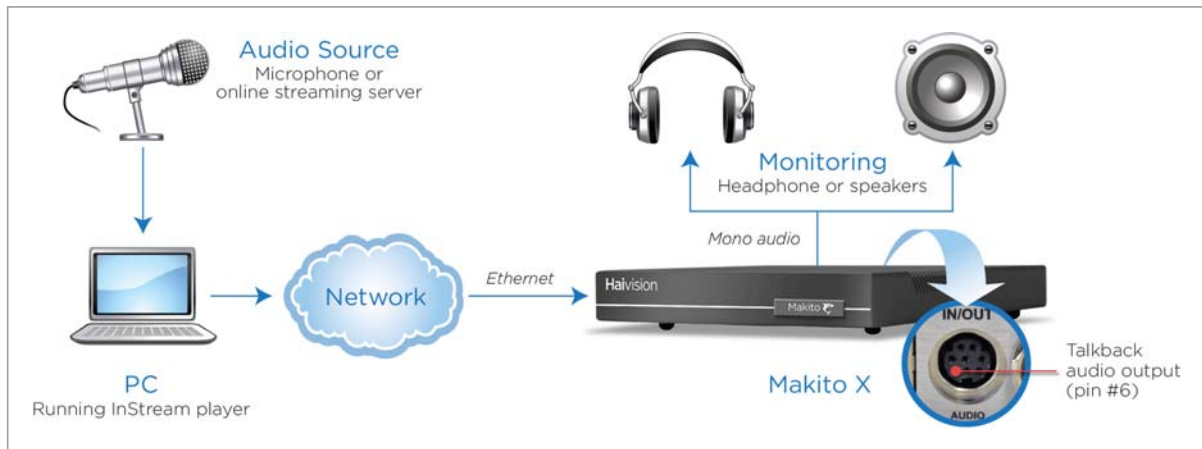 Audio Source
Microphone or
online streaming server
Monitoring
Headphone or speakers
Mono audio
Network
Ethernet
Haivision
Makito
IN/OUT
AUDIO
Talkback
audio output
(pin #6)
PC
Running InStream player
Makito X